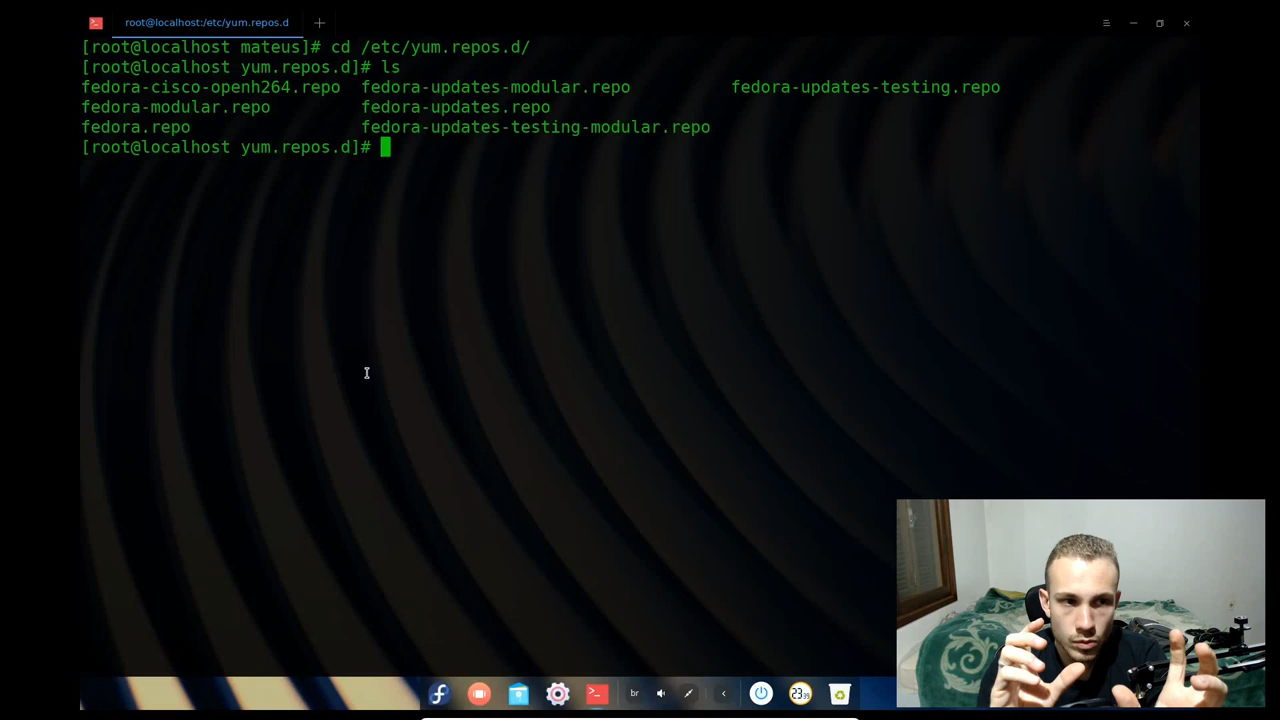 root@localhost:/etc/yum.repos.d
[root@localhost mateus]# cd /etc/yum.repos.d/
[root@localhost yum.repos.d]# ls
fedora-cisco-openh264.repo fedora-updates-modular.repo fedora-updates-testing.repo
fedora-modular.repo fedora-updates.repo
fedora.repo fedora-updates-testing-modular.repo
[root@localhost yum.repos.d]#
br
23 39